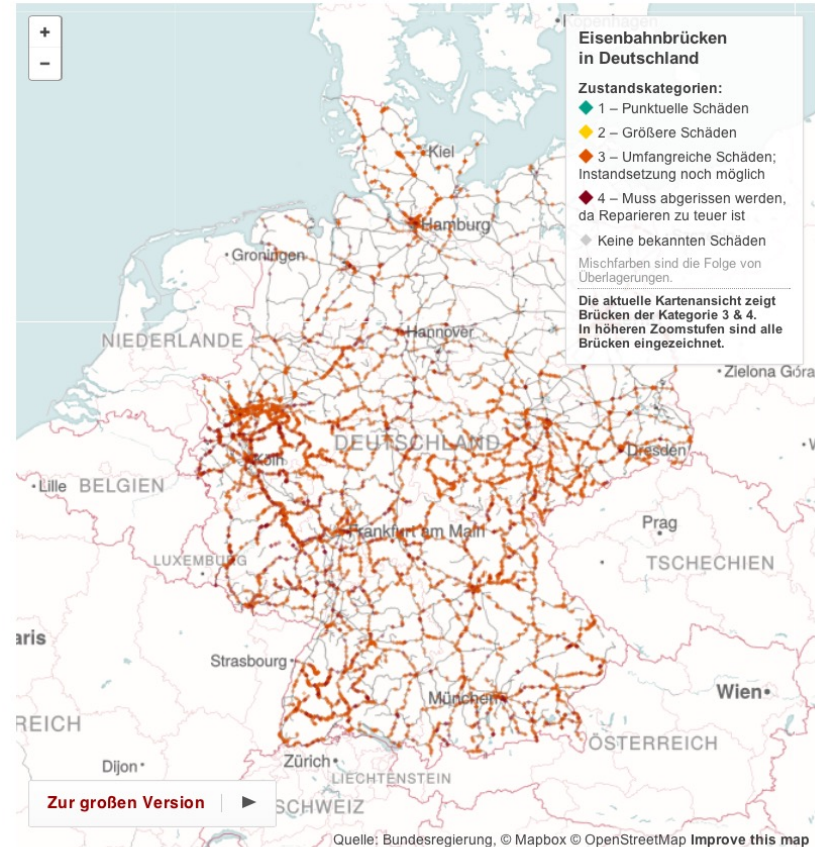 +
−
Kopenhagen
Eisenbahnbrücken
in Deutschland
Zustandskategorien:
1 – Punktuelle Schäden
2 – Größere Schäden
3 – Umfangreiche Schäden;
Instandsetzung noch möglich
4 – Muss abgerissen werden,
da Reparieren zu teuer ist
Keine bekannten Schäden
Mischfarben sind die Folge von
Überlagerungen.
Die aktuelle Kartenansicht zeigt
Brücken der Kategorie 3 & 4.
In höheren Zoomstufen sind alle
Brücken eingezeichnet.
Kiel
Hamburg
Groningen
Hannover
NIEDERLANDE
Zielona Góra
DEUTSCHLAND
Dresden
Köln
Lille
BELGIEN
Prag
Frankfurt am Main
LUXEMBURG
TSCHECHIEN
aris
Strasbourg
München
Wien
REICH
ÖSTERREICH
Zürich
Dijon
LIECHTENSTEIN
Zur großen Version
SCHWEIZ
Quelle: Bundesregierung, © Mapbox © OpenStreetMap Improve this map